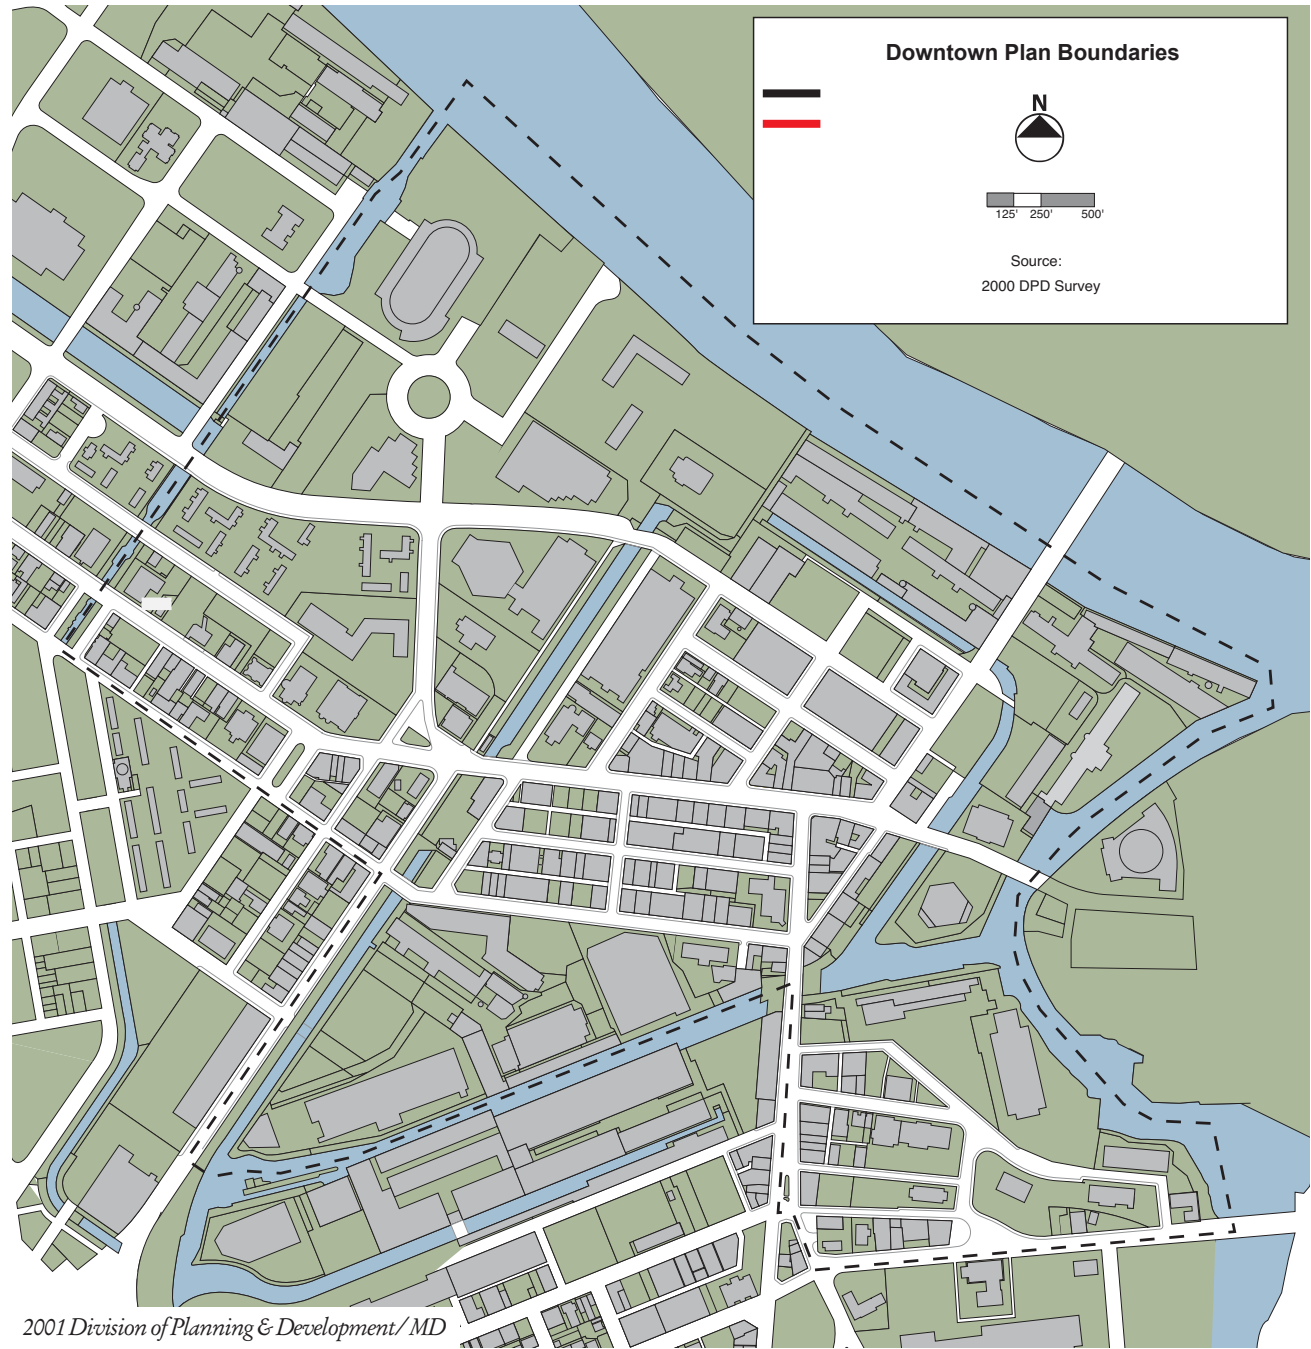 Downtown Plan Boundaries
N
125' 250' 500'
Source:
2000 DPD Survey
2001 Division of Planning & Development/ MD